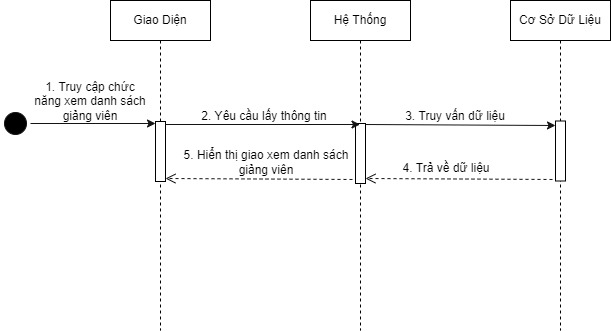 Giao Diện
Hệ Thống
Cơ Sở Dữ Liệu
1. Truy cập chức
năng xem danh sách
giảng viên
2. Yêu cầu lấy thông tin
3. Truy vấn dữ liệu
5. Hiển thị giao xem danh sách
giảng viên
4. Trả về dữ liệu